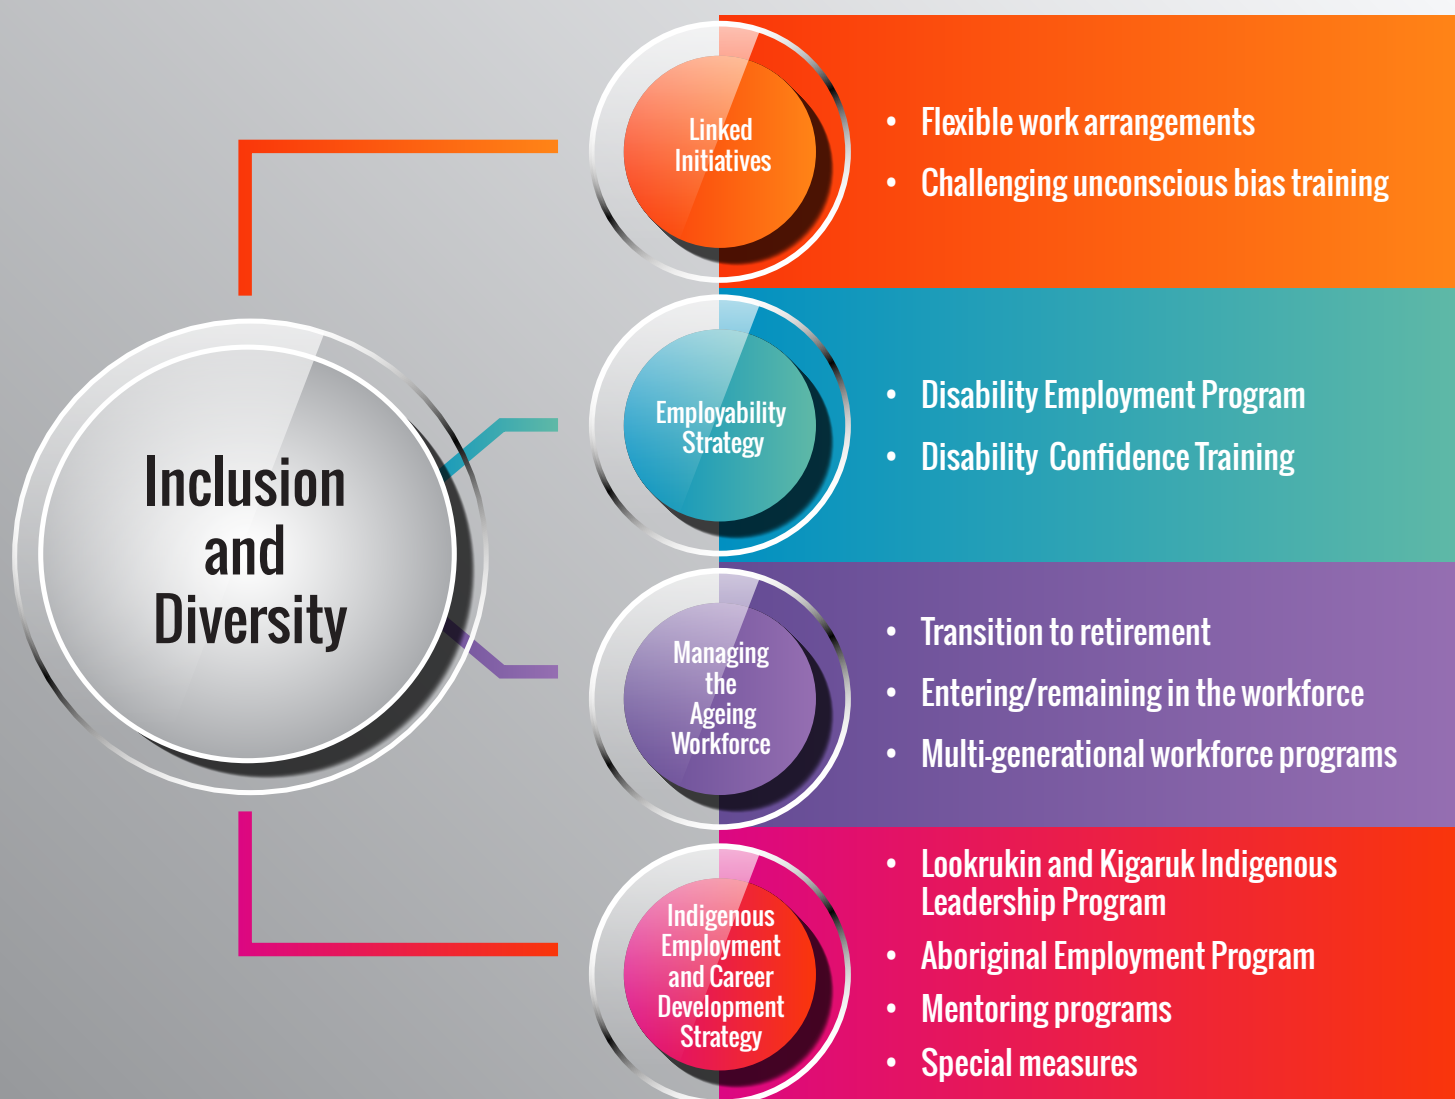 Inclusion
and
Diversity
Linked
Initiatives
• Flexible work arrangements
• Challenging unconscious bias training
Employability
Strategy
• Disability Employment Program
• Disability  Confidence Training
Managing
the
Ageing
Workforce
• Transition to retirement
• Entering/remaining in the workforce
• Multi-generational workforce programs
Indigenous
Employment
and Career
Development
Strategy
• Lookrukin and Kigaruk Indigenous
Leadership Program
• Aboriginal Employment Program
• Mentoring programs
• Special measures